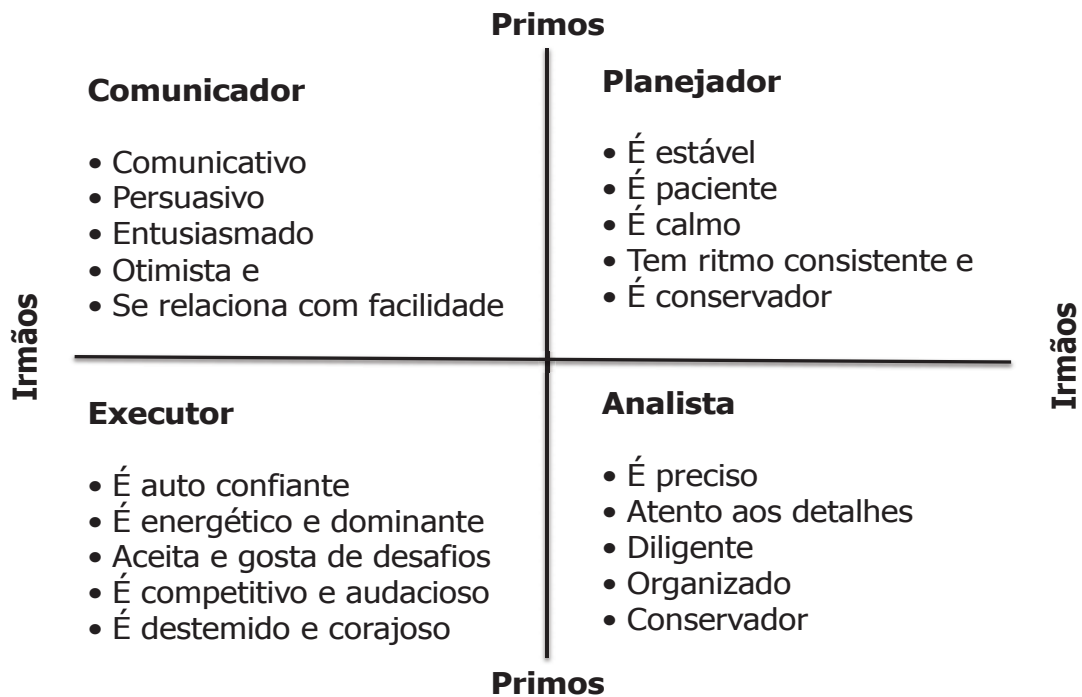 Primos
Comunicador
• Comunicativo
• Persuasivo
• Entusiasmado
• Otimista e
• Se relaciona com facilidade
Planejador
• É estável
• É paciente
• É calmo
• Tem ritmo consistente e
• É conservador
Irmãos
Irmãos
Executor
• É auto confiante
• É energético e dominante
• Aceita e gosta de desafios
• É competitivo e audacioso
• É destemido e corajoso
Analista
• É preciso
• Atento aos detalhes
• Diligente
• Organizado
• Conservador
Primos